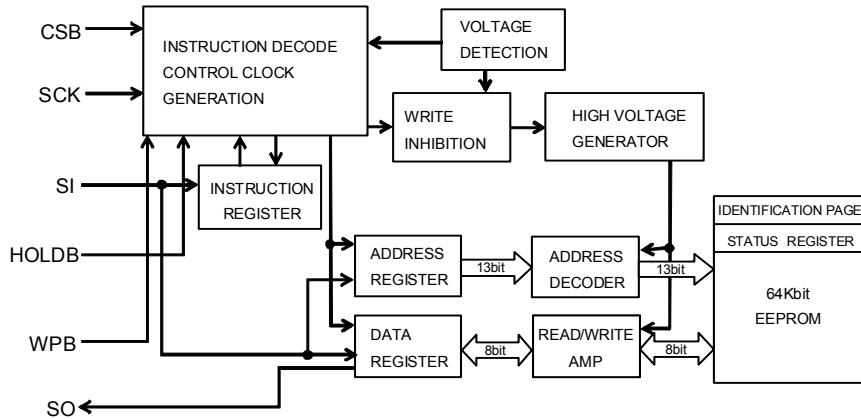 CSB
SCK
SI
HOLDB
WPB
SO
INSTRUCTION DECODE
CONTROL CLOCK
GENERATION
VOLTAGE
DETECTION
WRITE
INHIBITION
HIGH VOLTAGE
GENERATOR
INSTRUCTION
REGISTER
ADDRESS
REGISTER
13bit
ADDRESS
DECODER
13bit
DATA
REGISTER
8bit
READ/WRITE
AMP
8bit
IDENTIFICATION PAGE
STATUS REGISTER
64Kbit
EEPROM